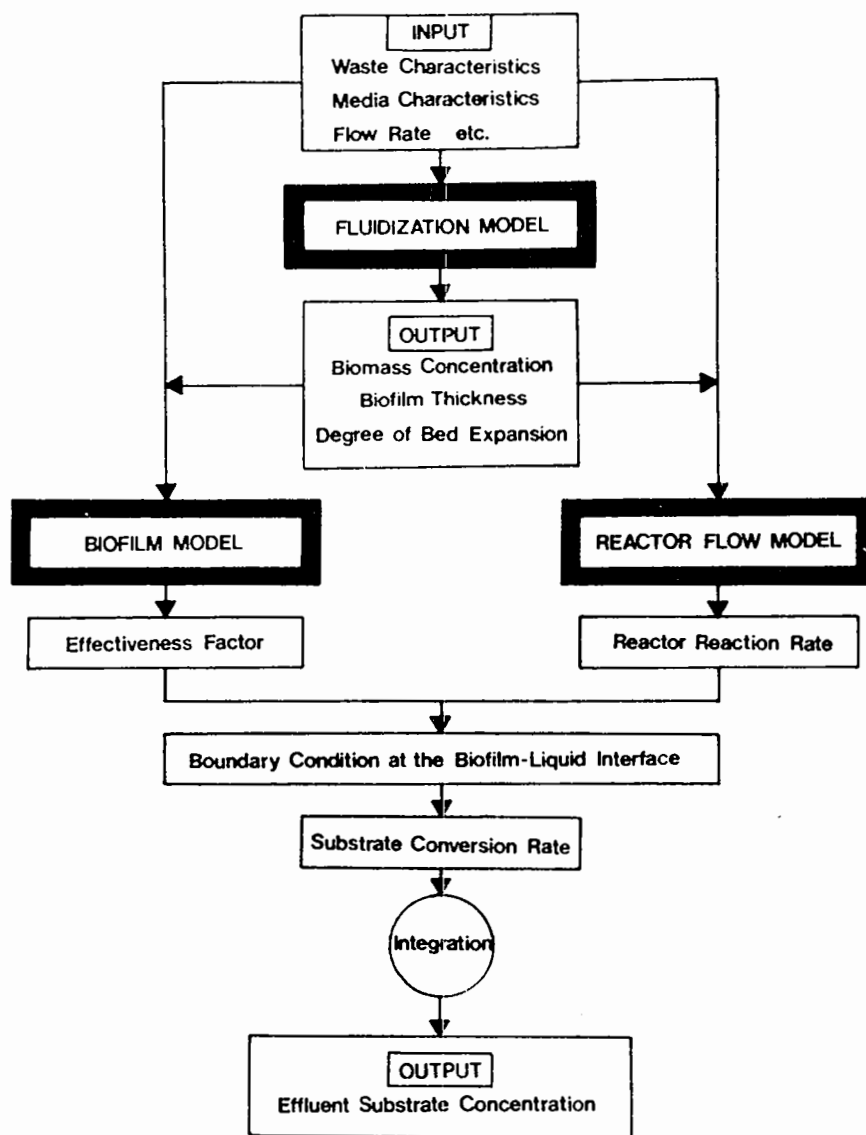 INPUT
Waste Characteristics
Media Characteristics
Flow Rate etc.
FLUIDIZATION MODEL
OUTPUT
Biomass Concentration
Biofilm Thickness
Degree of Bed Expansion
BIOFILM MODEL
REACTOR FLOW MODEL
Effectiveness Factor
Reactor Reaction Rate
Boundary Condition at the Biofilm-Liquid Interface
Substrate Conversion Rate
Integration
OUTPUT
Effluent Substrate Concentration